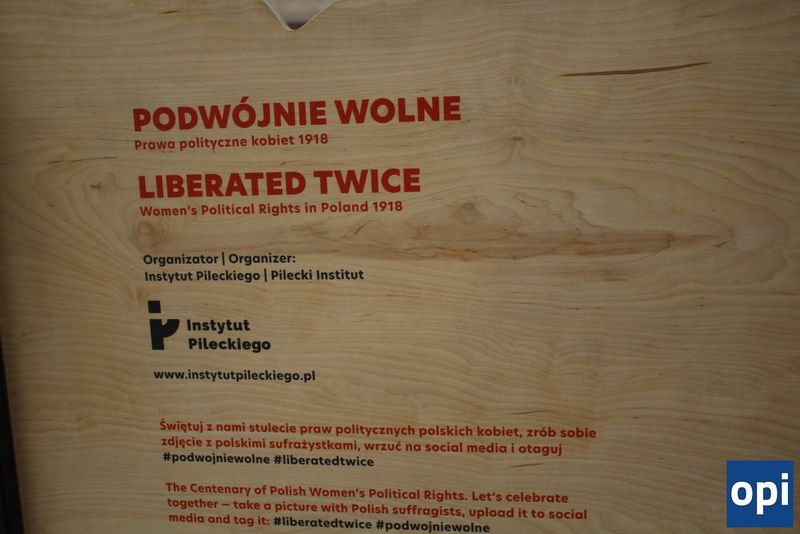 PODWÓJNIE WOLNE
Prawa polityczne kobiet 1918
LIBERATED TWICE
Women's Political Rights in Poland 1918
Organizator | Organizer:
Instytut Pileckiego | Pilecki Institut
Instytut
Pileckiego
www.instytutpileckiego.pl
Świętuj z nami stulecie praw politycznych polskich kobiet, zrób sobie
zdjęcie z polskimi sufrażystkami, wrzuć na social media i otaguj
#podwojniewolne #liberatedtwice
The Centenary of Polish Women's Political Rights. Let's celebrate
together – take a picture with Polish suffragists, upload it to social
media and tag it: #liberatedtwice #podwojniewolne
opi